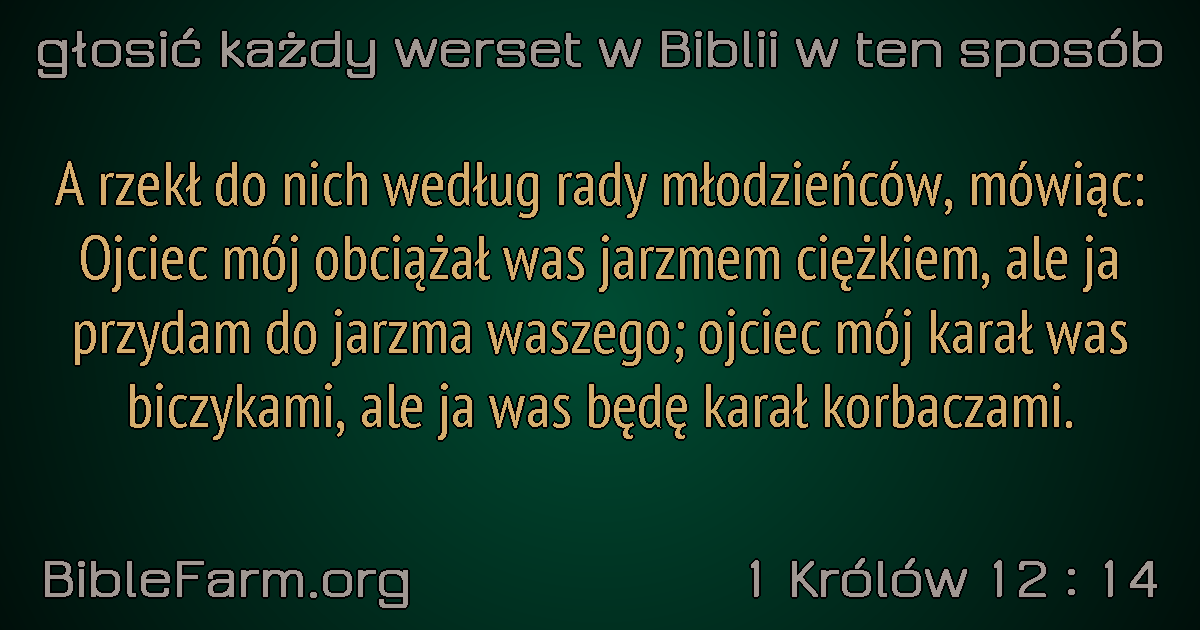 głosić każdy werset w Biblii w ten sposób
A rzekł do nich według rady młodzieńców, mówiąc:
Ojciec mój obciążał was jarzmem ciężkiem, ale ja
przydam do jarzma waszego; ojciec mój karał was
biczykami, ale ja was będę karał korbaczami.
BibleFarm.org
1 Królów 12 : 14